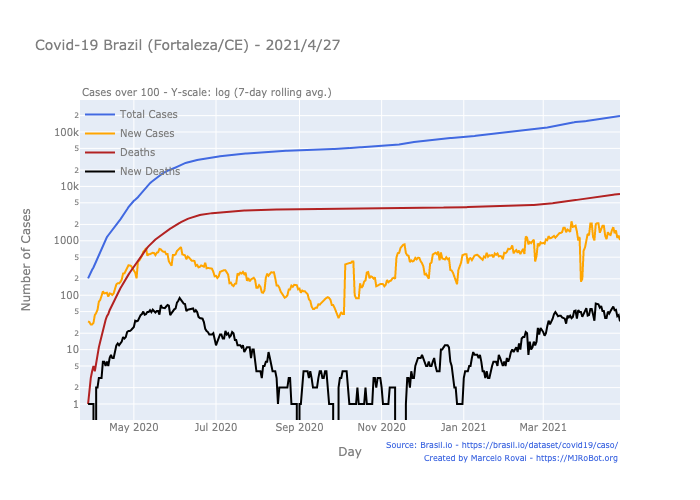 Covid-19 Brazil (Fortaleza/CE) - 2021/4/27
Cases over 100 - Y-scale: log (7-day rolling avg.)
Total Cases
New Cases
Deaths
New Deaths
Number of Cases
2
100k
5
2
10k
5
2
1000
5
2
100
5
2
10
5
2
1
May 2020
Jul 2020
Sep 2020
Nov 2020
Jan 2021
Mar 2021
Day
Source: Brasil.io - https://brasil.io/dataset/covid19/caso/
Created by Marcelo Rovai - https://MJRoBot.org